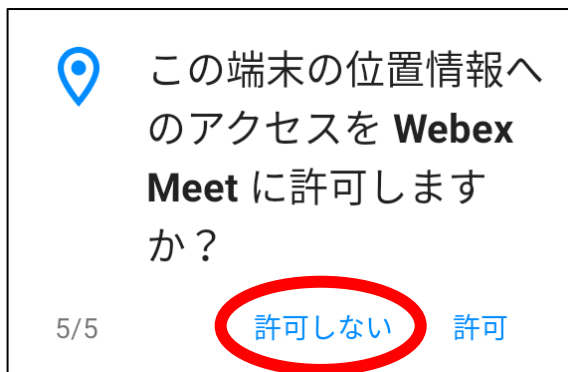 この端末の位置情報へ
のアクセスを Webex
Meet に許可します
か？
5/5 許可しない 許可